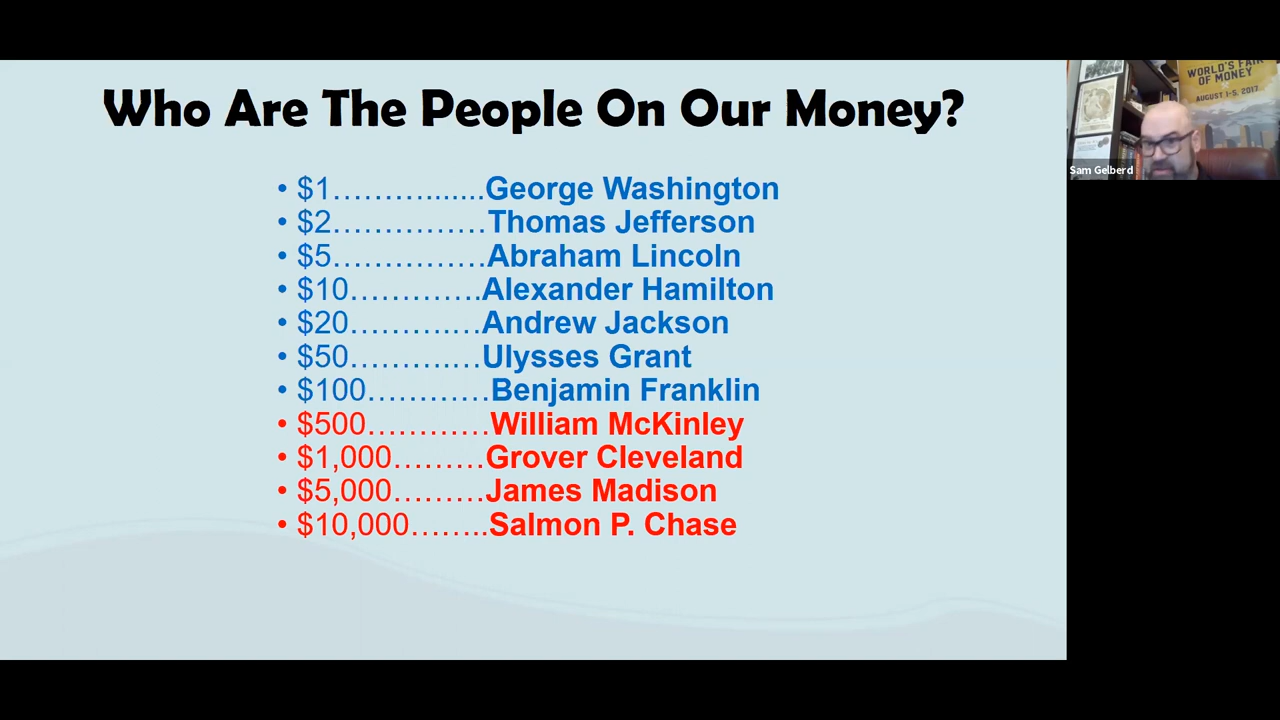 Who Are The People On Our Money?
• $1……….......George Washington
• $2……………Thomas Jefferson
• $5……………Abraham Lincoln
• $10………….Alexander Hamilton
• $20……….…Andrew Jackson
• $50……….…Ulysses Grant
• $100…………Benjamin Franklin
• $500…………William McKinley
• $1,000………Grover Cleveland
• $5,000………James Madison
• $10,000……..Salmon P. Chase
WORLD'S FAIR
OF MONEY
AUGUST 1-5, 2017
Sam Gelberd